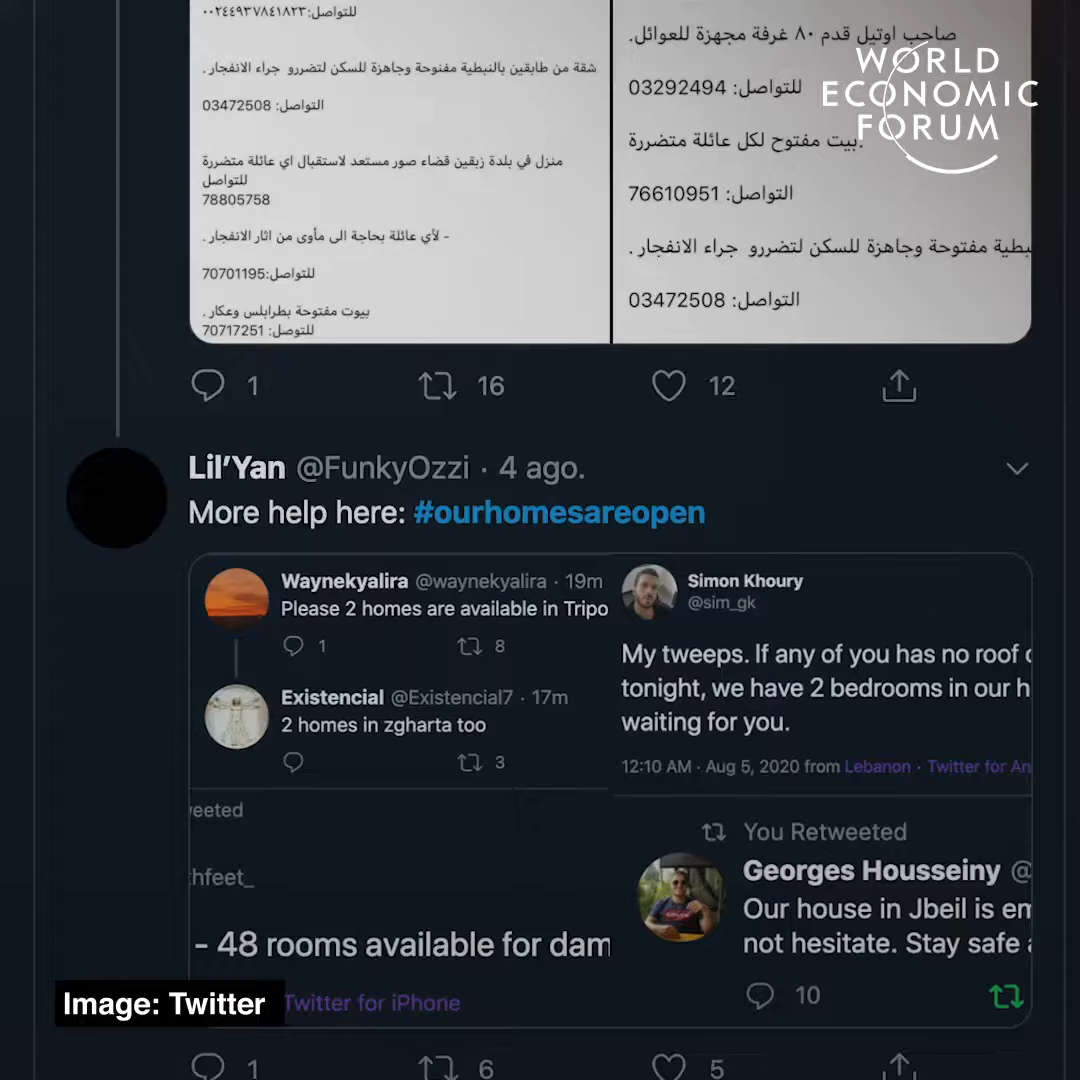 للتواصل:٠٠٢٤٤٩٣٧٨٤١٨٢٣
شقة من طابقين بالنبطية مفتوحة وجاهزة للسكن لتضررو جراء الانفجار .
التواصل: 03472508
منزل في بلدة زبقين قضاء صور مستعد لاستقبال اي عائلة متضررة
للتواصل
78805758
- لأي عائلة بحاجة الى مأوى من اثار الانفجار .
للتوصل:70701195
بيوت مفتوحة بطرابلس وعكار .
للتوصل: 70717251
صاحب اوتيل قدم ٨٠ غرفة مجهزة للعوائل.
للتواصل: 03292494
بيت مفتوح لكل عائلة متضررة.
التواصل: 76610951
مفتوحة وجاهزة للسكن لتضررو جراء الانفجار .
التواصل: 03472508
WORLD
ECONOMIC
FORUM
1 16 12
Lil’Yan @FunkyOzzi · 4 ago.
More help here: #ourhomesareopen
Waynekyalira @waynekyalira · 19m
Please 2 homes are available in Tripo
1 8
Existencial @Existencial7 · 17m
2 homes in zgharta too
3
eeted
hfeet_
- 48 rooms available for dam
Twitter for iPhone
Simon Khoury
@sim_gk
My tweeps. If any of you has no roof
tonight, we have 2 bedrooms in our h
waiting for you.
12:10 AM · Aug 5, 2020 from Lebanon · Twitter for An
You Retweeted
Georges Housseiny @
Our house in Jbeil is em
not hesitate. Stay safe
10
Image: Twitter
1 6 5